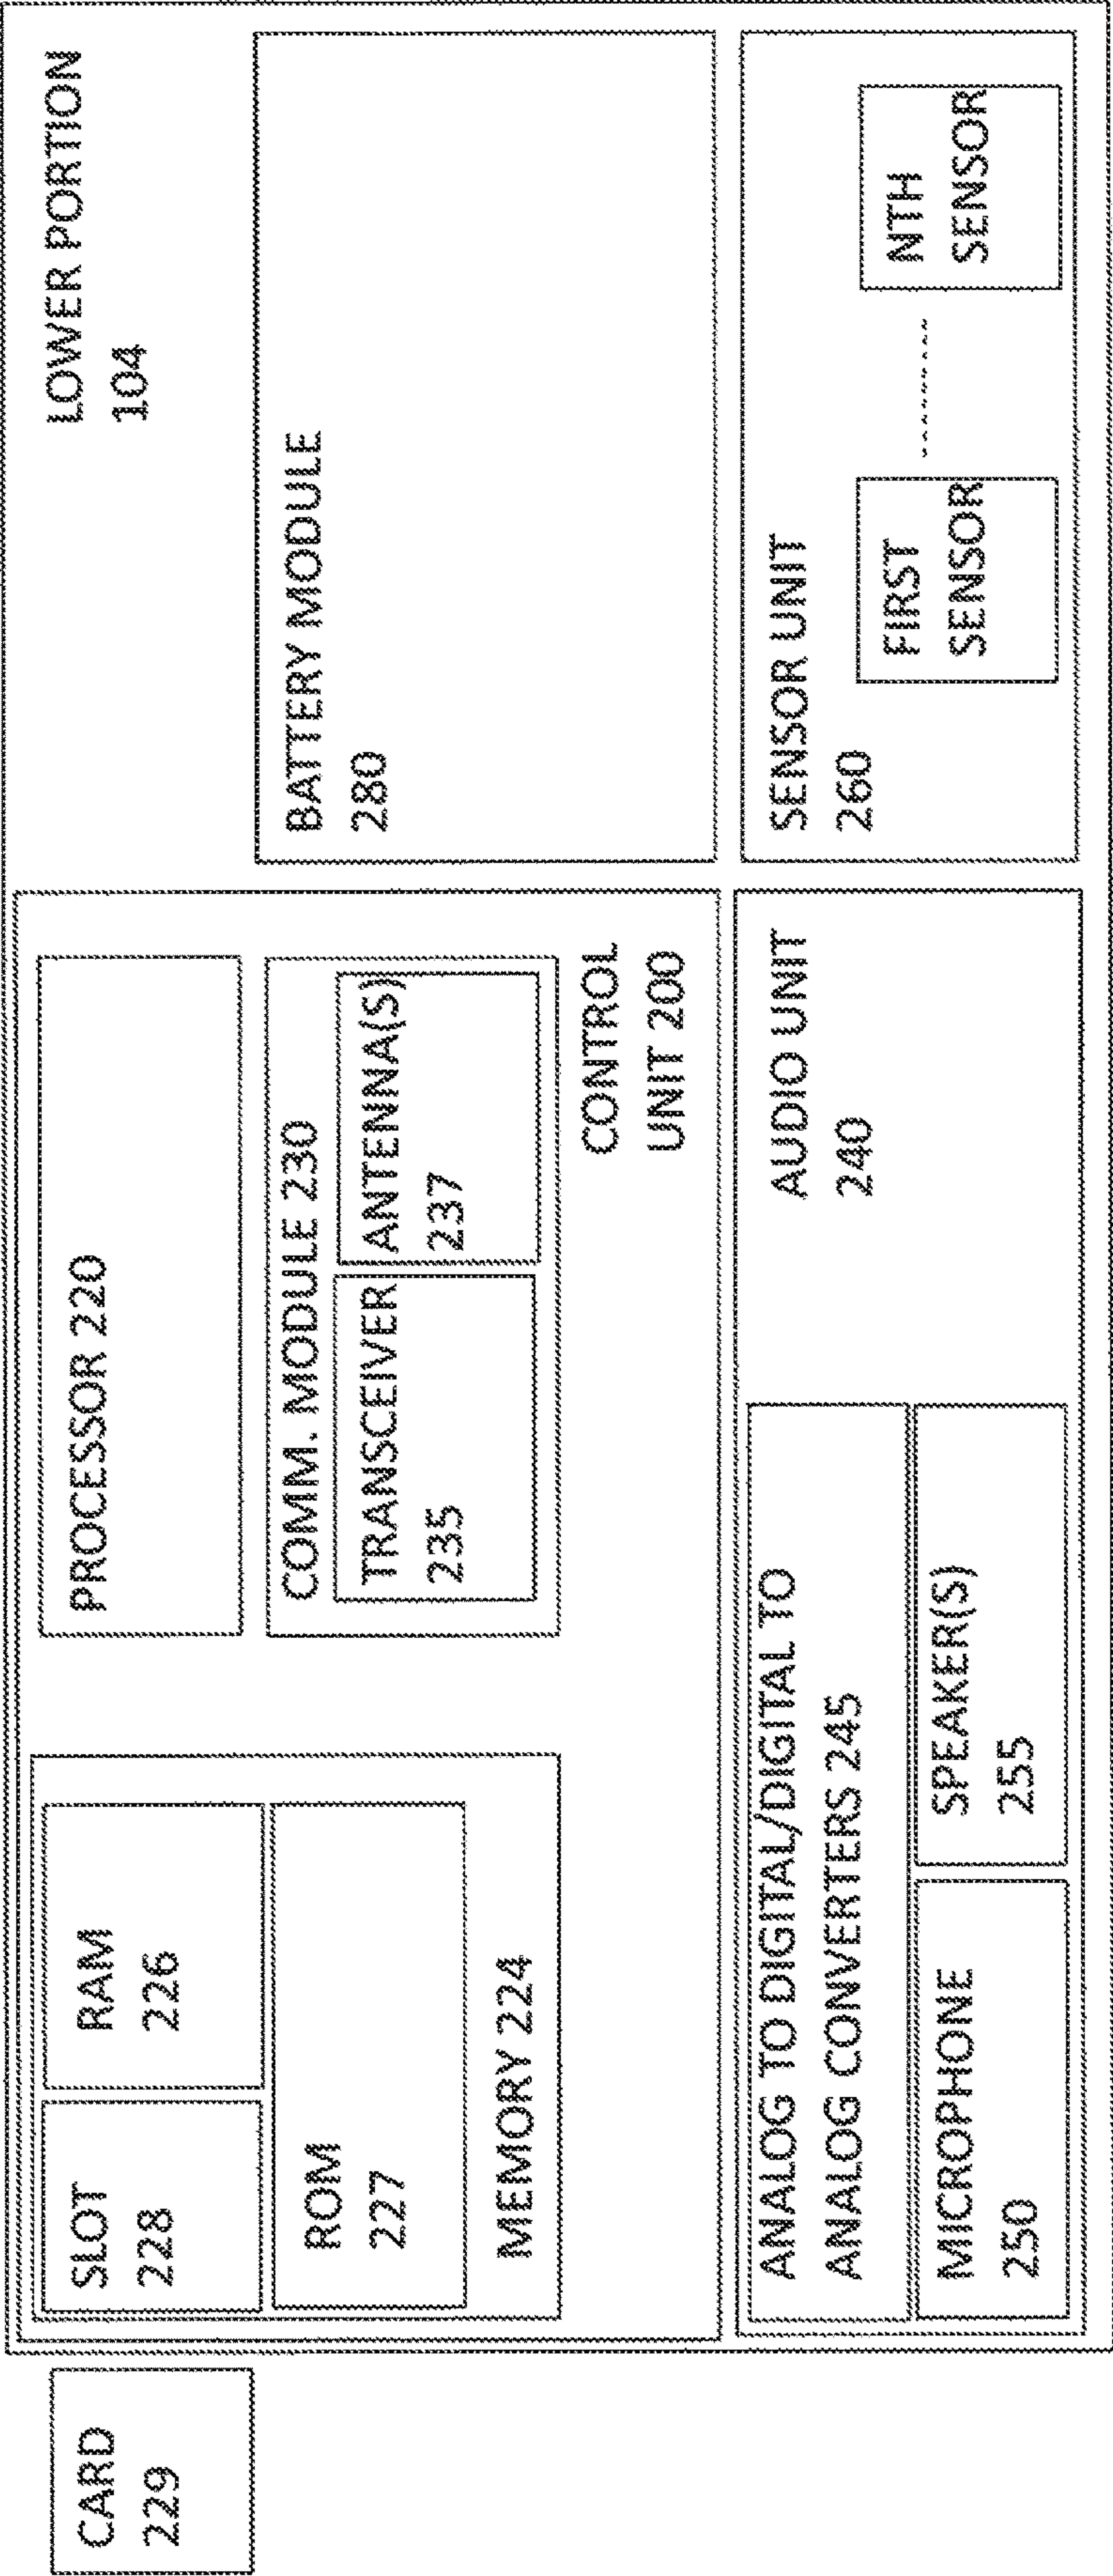 LOWER PORTION
104
CARD
229
SLOT
228
RAM
226
ROM
227
MEMORY 224
PROCESSOR 220
COMM. MODULE 230
TRANSCEIVER
235
ANTENNA(S)
237
CONTROL
UNIT 200
BATTERY MODULE
280
ANALOG TO DIGITAL/DIGITAL TO
ANALOG CONVERTERS 245
MICROPHONE
250
SPEAKER(S)
255
AUDIO UNIT
240
SENSOR UNIT
260
FIRST
SENSOR
NTH
SENSOR